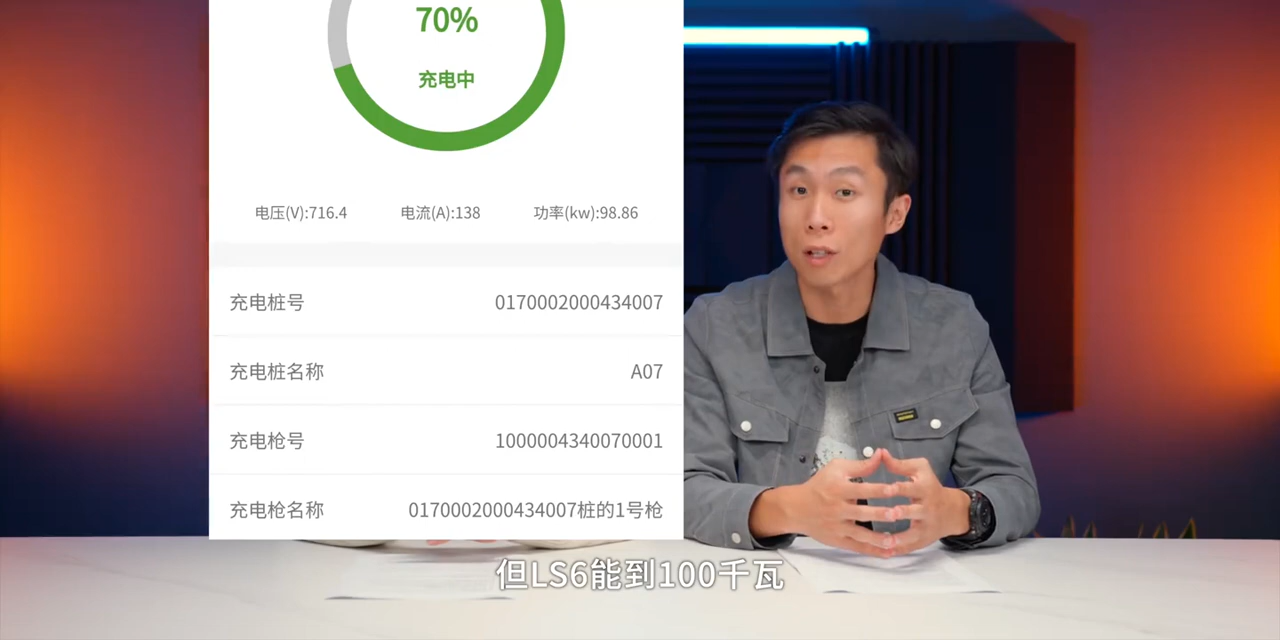 70%
充电中
电压(V):716.4 电流(A):138 功率(kw):98.86
充电桩号 0170002000434007
充电桩名称 A07
充电枪号 1000004340070001
充电枪名称 0170002000434007桩的1号枪
但LS6能到100千瓦